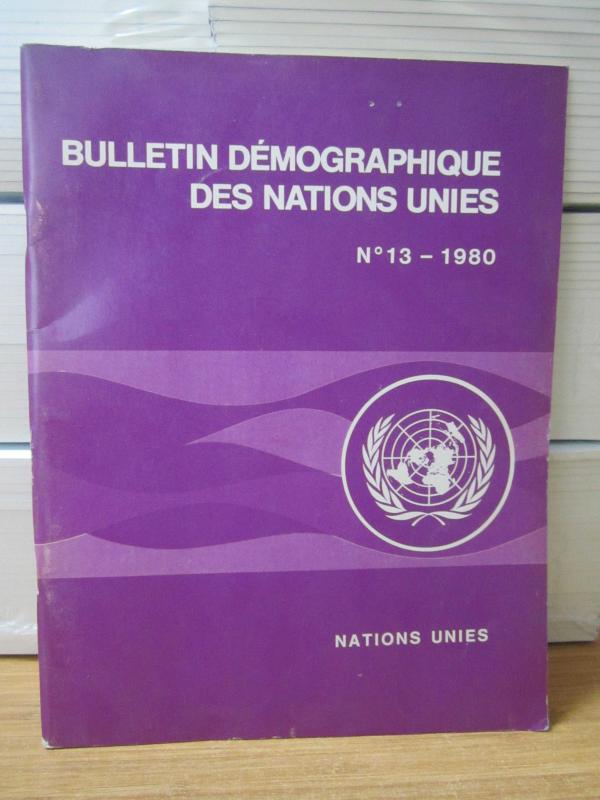 BULLETIN DÉMOGRAPHIQUE
DES NATIONS UNIES
N° 13 – 1980
NATIONS UNIES